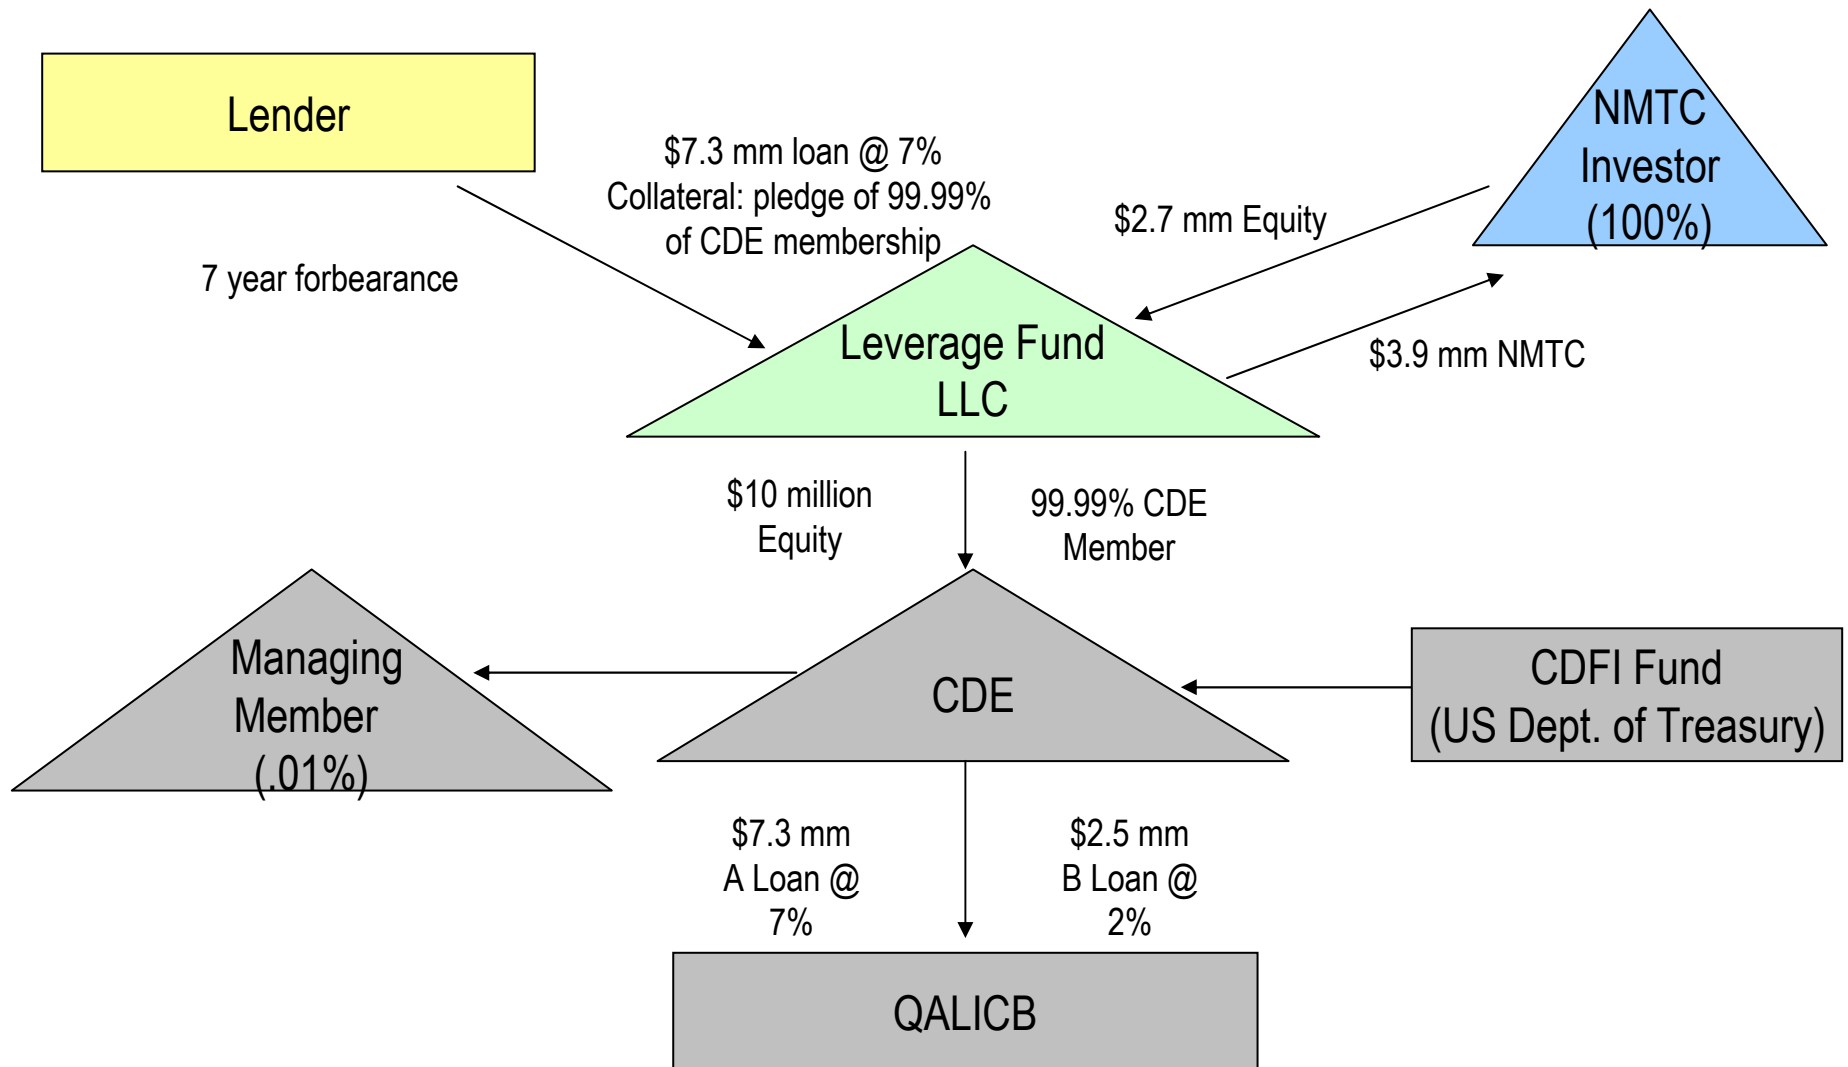 Lender
$7.3 mm loan @ 7%
Collateral: pledge of 99.99%
of CDE membership
7 year forbearance
NMTC
Investor
(100%)
$2.7 mm Equity
$3.9 mm NMTC
Leverage Fund
LLC
$10 million
Equity
99.99% CDE
Member
Managing
Member
(.01%)
CDE
CDFI Fund
(US Dept. of Treasury)
$7.3 mm
A Loan @
7%
$2.5 mm
B Loan @
2%
QALICB